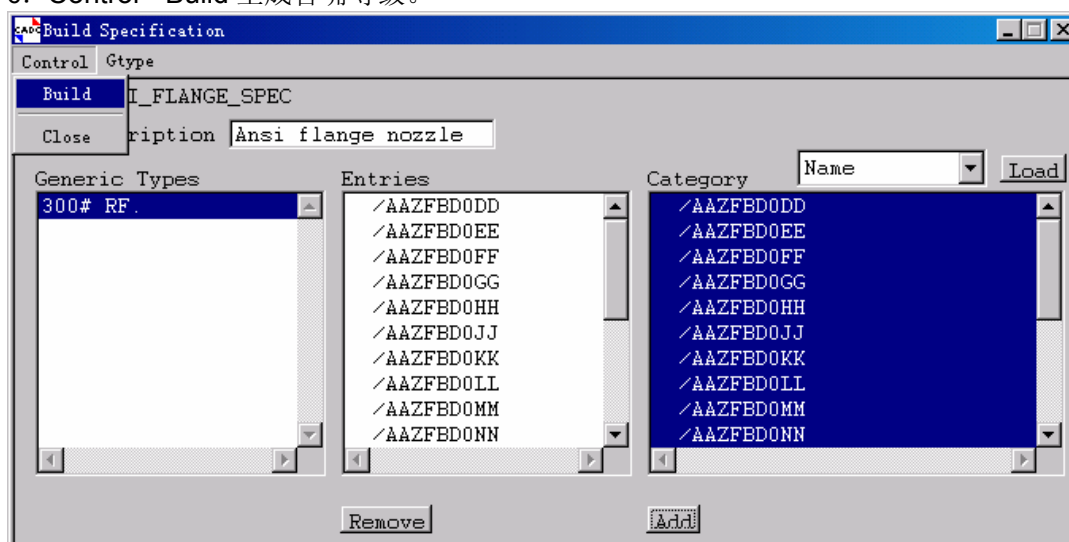 Build Specification
Control Gtype
Build
I_FLANGE_SPEC
Close
ription Ansi flange nozzle
Name
Load
Generic Types
Entries
Category
300# RF.
/AAZFBD0DD
/AAZFBD0EE
/AAZFBD0FF
/AAZFBD0GG
/AAZFBD0HH
/AAZFBD0JJ
/AAZFBD0KK
/AAZFBD0LL
/AAZFBD0MM
/AAZFBD0NN
/AAZFBD0DD
/AAZFBD0EE
/AAZFBD0FF
/AAZFBD0GG
/AAZFBD0HH
/AAZFBD0JJ
/AAZFBD0KK
/AAZFBD0LL
/AAZFBD0MM
/AAZFBD0NN
Remove
Add